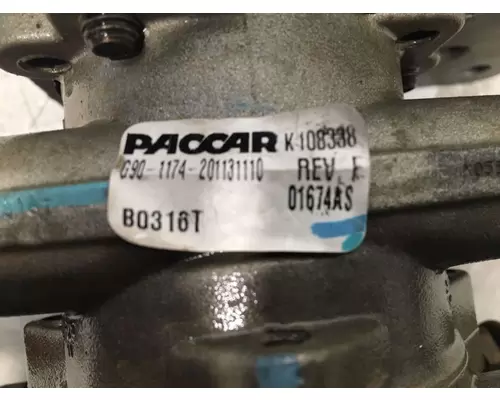 PACCAR K108338
G90-1174-201131110 REV. F
01674AS
B0316T